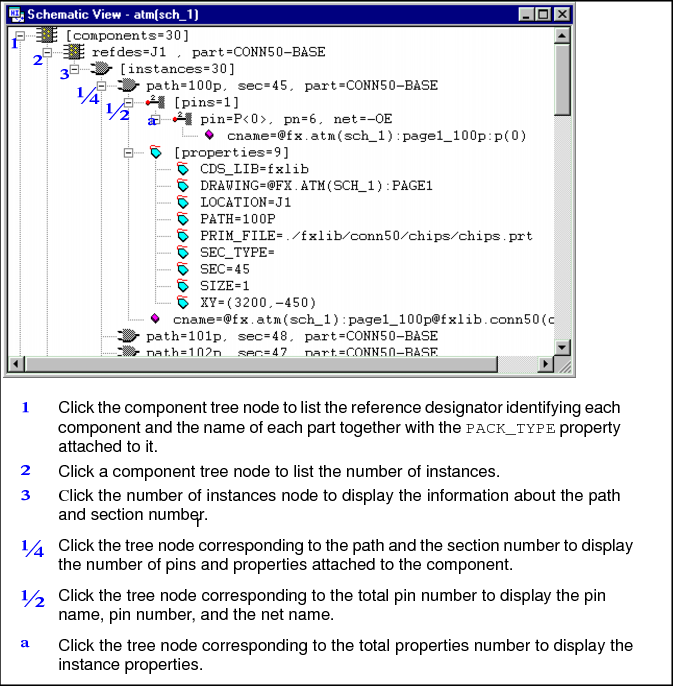 Schematic View - atm(sch_1)
1 [components=30]
2 refdes=J1 , part=CONN50-BASE
3 [instances=30]
1/4 path=100p, sec=45, part=CONN50-BASE
1/2 [pins=1]
a pin=P<0>, pn=6, net=-OE
cname=@fx.atm(sch_1):page1_100p:p(0)
[properties=9]
CDS_LIB=fxlib
DRAWING=@FX.ATM(SCH_1):PAGE1
LOCATION=J1
PATH=100P
PRIM_FILE=./fxlib/conn50/chips/chips.prt
SEC_TYPE=
SEC=45
SIZE=1
XY=(3200,-450)
cname=@fx.atm(sch_1):page1_100p@fxlib.conn50(c
path=101p, sec=48, part=CONN50-BASE
path=102p, sec=47, part=CONN50-BASE
1 Click the component tree node to list the reference designator identifying each
component and the name of each part together with the PACK_TYPE property
attached to it.
2 Click a component tree node to list the number of instances.
3 Click the number of instances node to display the information about the path
and section number.
1/4 Click the tree node corresponding to the path and the section number to display
the number of pins and properties attached to the component.
1/2 Click the tree node corresponding to the total pin number to display the pin
name, pin number, and the net name.
a Click the tree node corresponding to the total properties number to display the
instance properties.